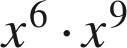 x⁶ · x⁹